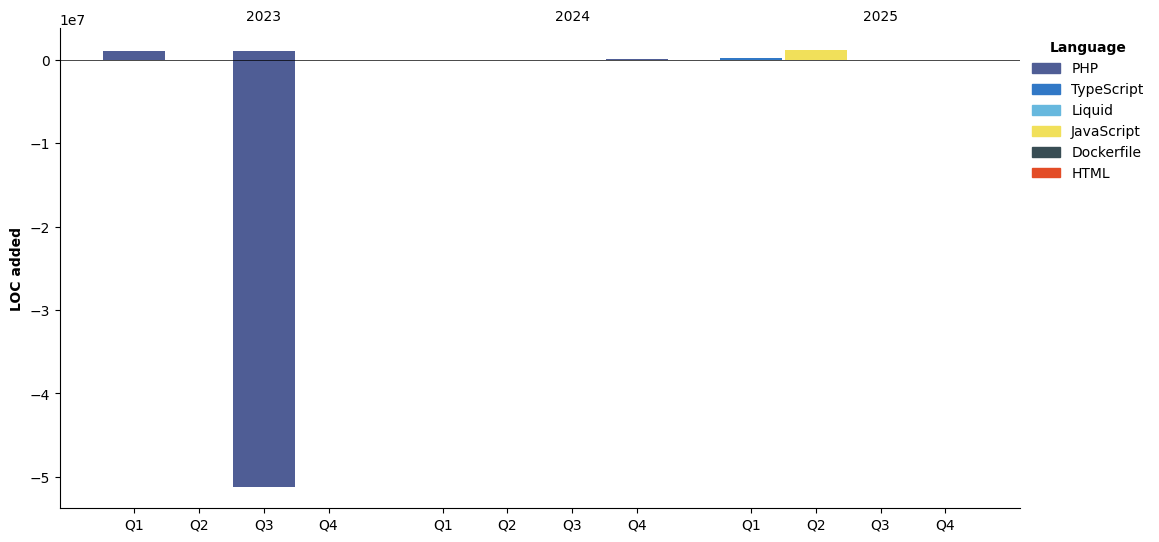 2023 2024 2025
1e7
0
−1
−2
−3
−4
−5
LOC added
Q1 Q2 Q3 Q4 Q1 Q2 Q3 Q4 Q1 Q2 Q3 Q4
Language
PHP
TypeScript
Liquid
JavaScript
Dockerfile
HTML